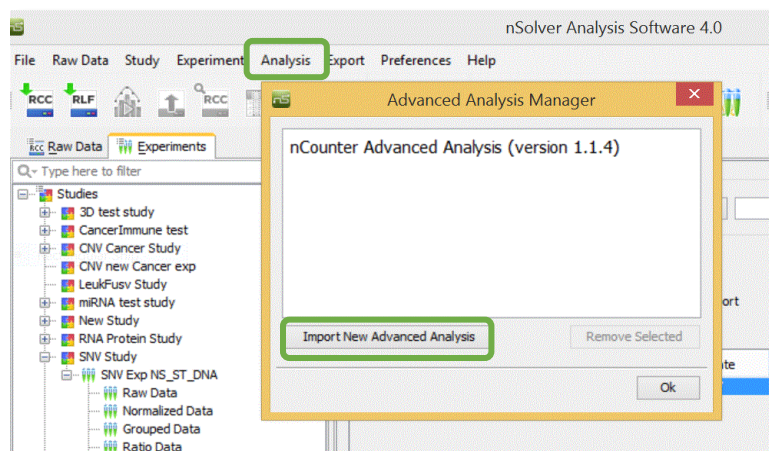 nSolver Analysis Software 4.0
File Raw Data Study Experiment Analysis Export Preferences Help
RCC RLF RCC
Advanced Analysis Manager
nCounter Advanced Analysis (version 1.1.4)
RCC Raw Data Experiments
Type here to filter
Studies
3D test study
CancerImmune test
CNV Cancer Study
CNV new Cancer exp
LeukFusv Study
miRNA test study
New Study
RNA Protein Study
SNV Study
SNV Exp NS_ST_DNA
Raw Data
Normalized Data
Grouped Data
Ratio Data
Import New Advanced Analysis Remove Selected
Ok